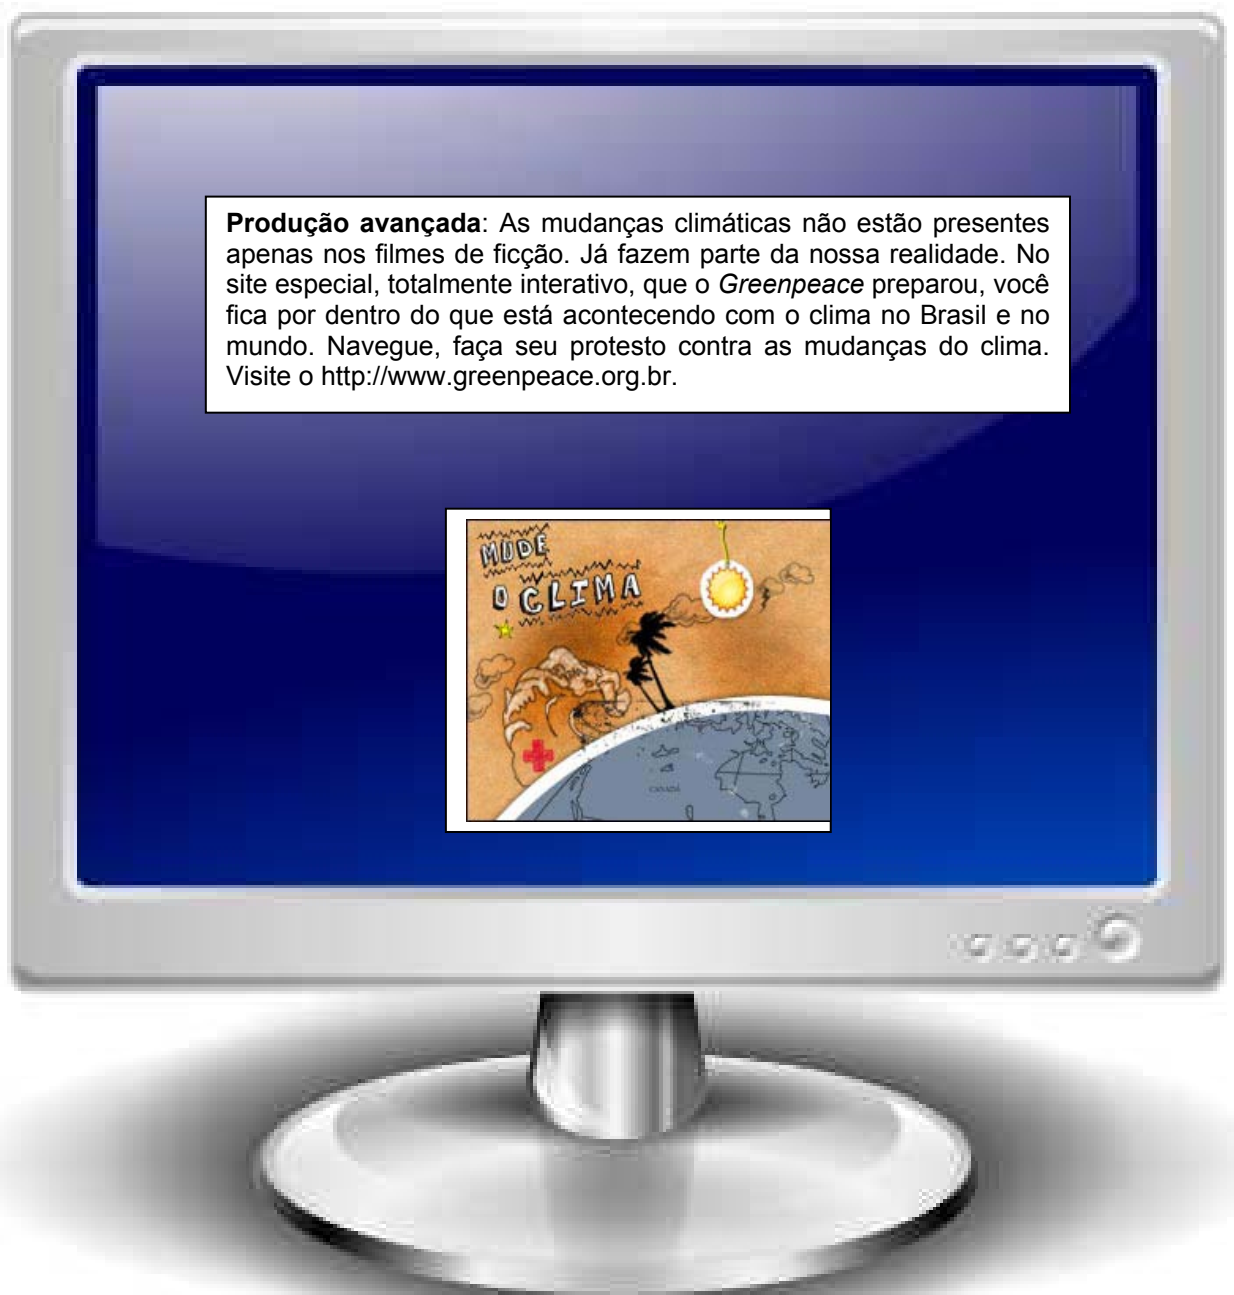 Produção avançada: As mudanças climáticas não estão presentes
apenas nos filmes de ficção. Já fazem parte da nossa realidade. No
site especial, totalmente interativo, que o Greenpeace preparou, você
fica por dentro do que está acontecendo com o clima no Brasil e no
mundo. Navegue, faça seu protesto contra as mudanças do clima.
Visite o http://www.greenpeace.org.br.
MUDE
O CLIMA
CANADÁ